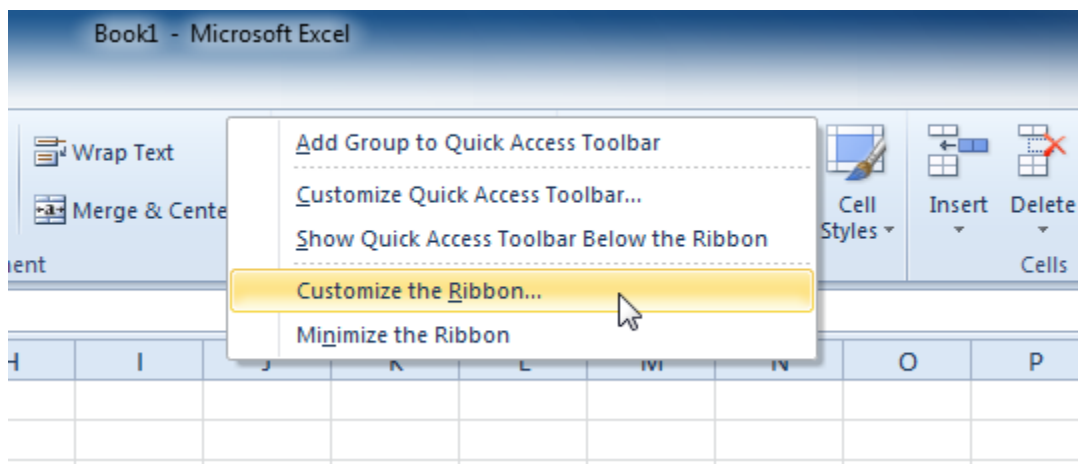 Book1 - Microsoft Excel
Wrap Text
Merge & Cente
ment
Add Group to Quick Access Toolbar
Customize Quick Access Toolbar...
Show Quick Access Toolbar Below the Ribbon
Customize the Ribbon...
Minimize the Ribbon
Cell
Styles
Insert
Delete
Cells
H I J K L M N O P